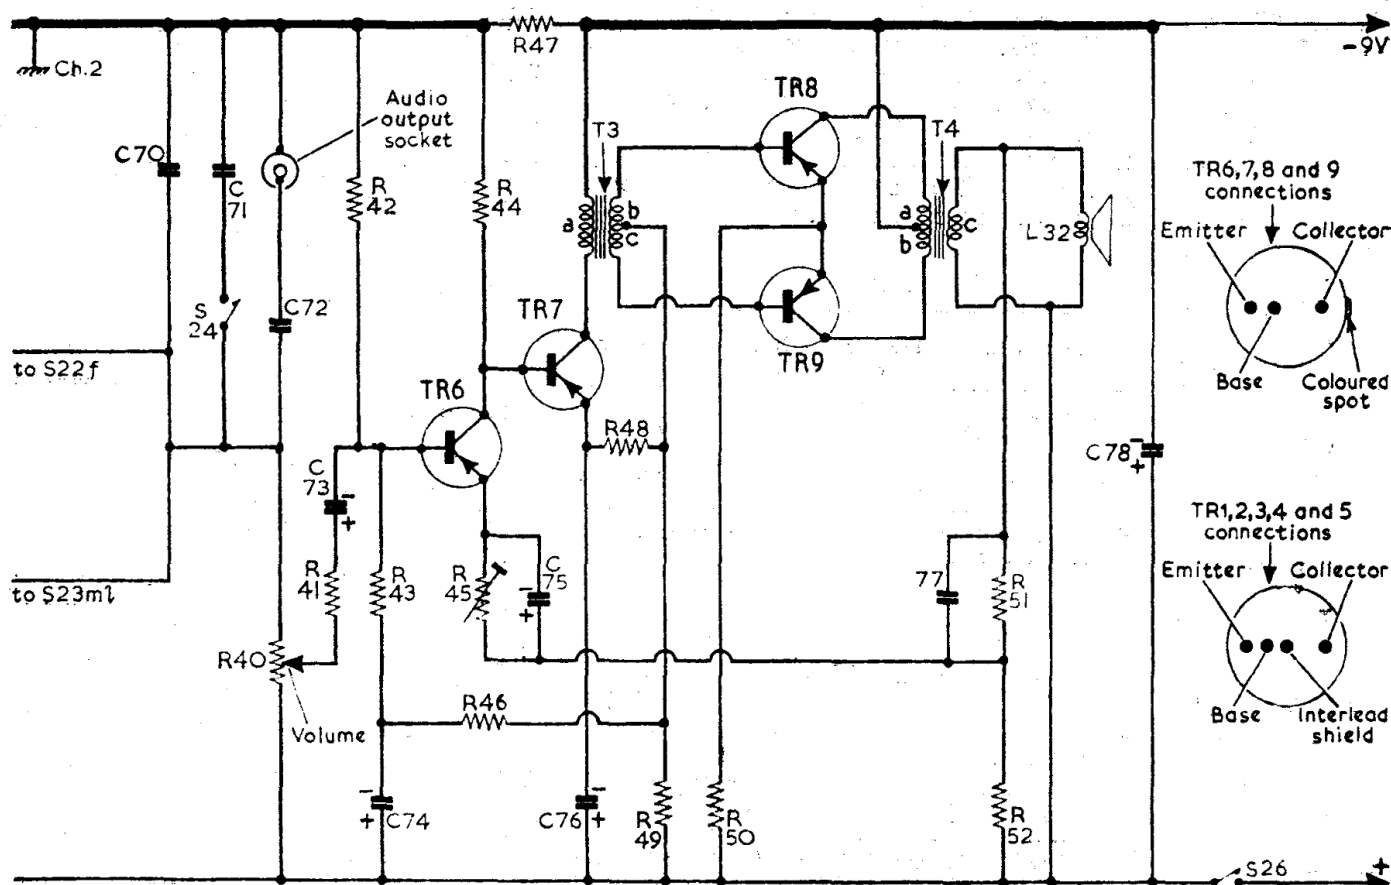 R47
-9V
Ch.2
Audio
output
socket
TR8
T3
T4
C70
C
71
R
42
R
44
a
b
c
a
b
c
L32
TR6,7,8 and 9
connections
Emitter
Collector
Base
Coloured
spot
S
24
C72
TR7
TR9
to S22f
TR6
R48
C78
-
+
C
73
-
+
TR1,2,3,4 and 5
connections
Emitter
Collector
Base
Interlead
shield
R
41
R
43
R
45
C
75
-
+
77
R
51
to S23ml
R40
Volume
R46
-
+
C74
C76
-
+
R
49
R
50
R
52
S26
+